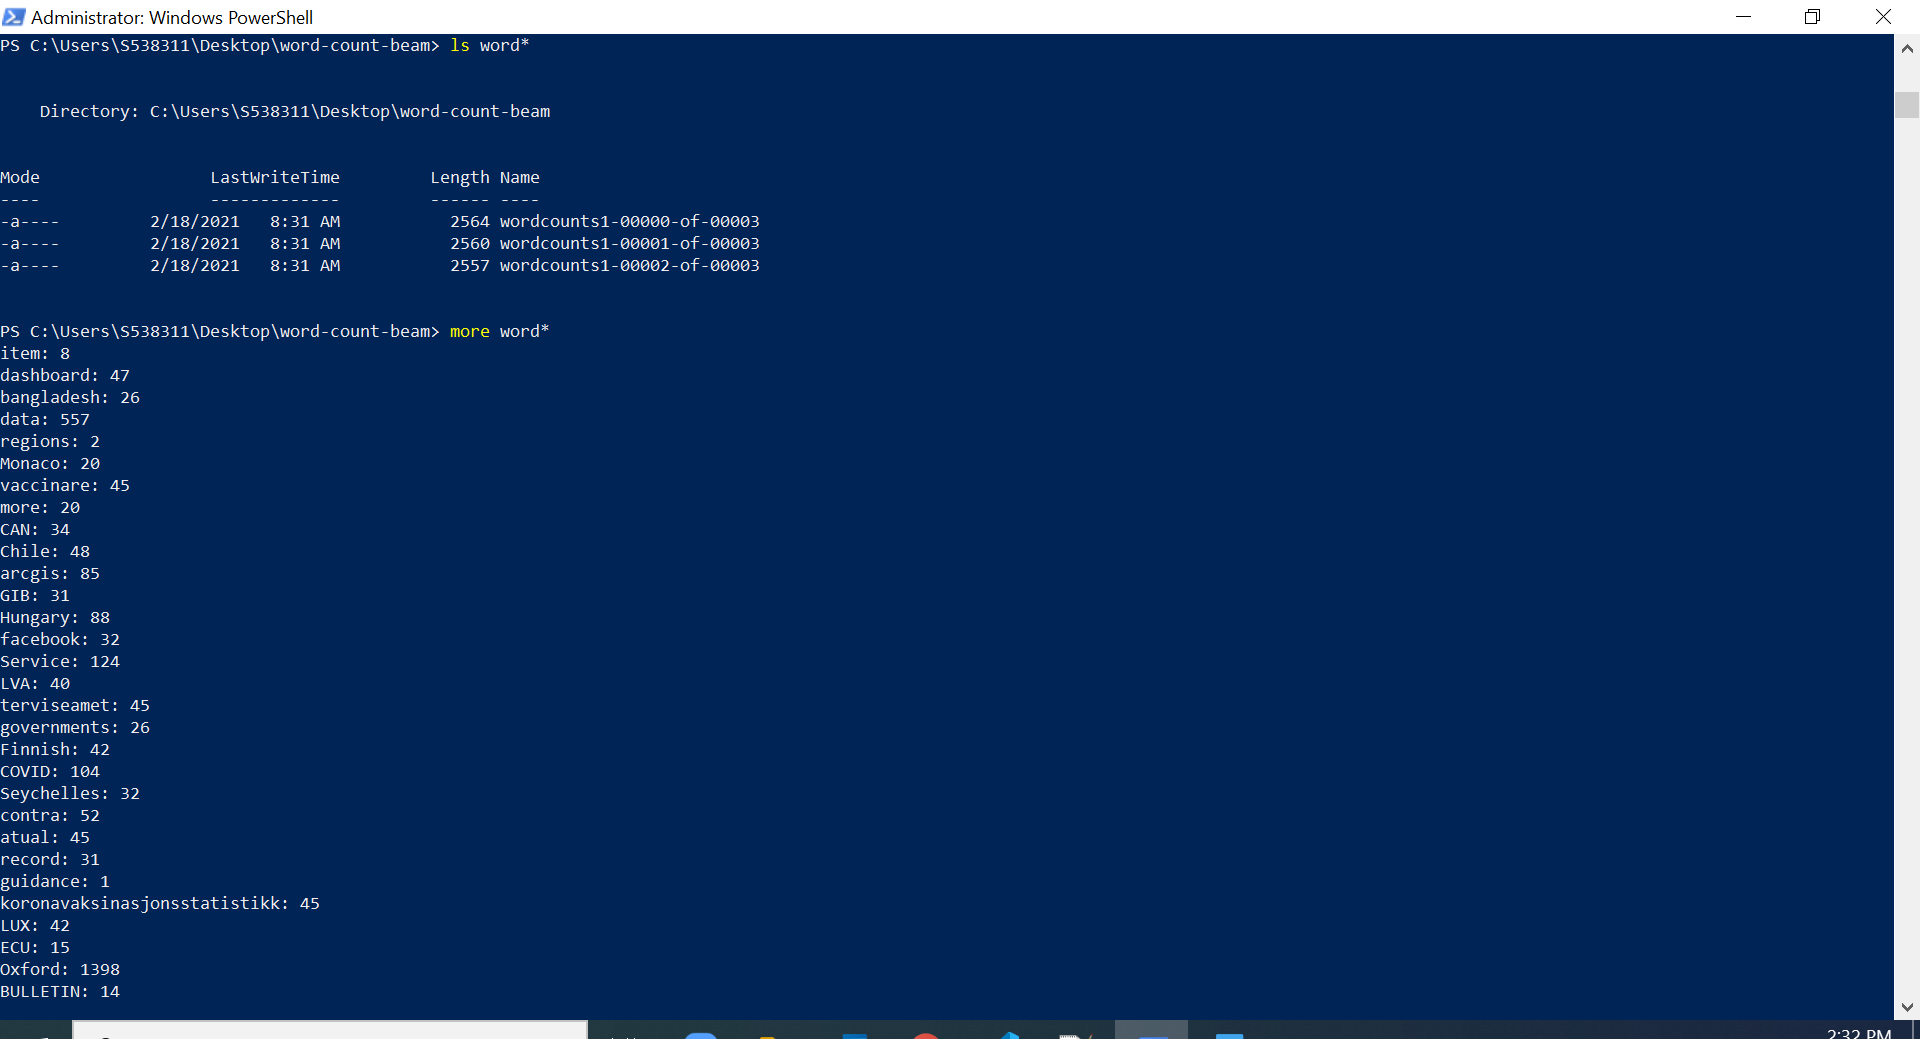 Administrator: Windows PowerShell
PS C:\Users\S538311\Desktop\word-count-beam> ls word*
Directory: C:\Users\S538311\Desktop\word-count-beam
Mode LastWriteTime Length Name
---- ------------- ------ ----
-a---- 2/18/2021 8:31 AM 2564 wordcounts1-00000-of-00003
-a---- 2/18/2021 8:31 AM 2560 wordcounts1-00001-of-00003
-a---- 2/18/2021 8:31 AM 2557 wordcounts1-00002-of-00003
PS C:\Users\S538311\Desktop\word-count-beam> more word*
item: 8
dashboard: 47
bangladesh: 26
data: 557
regions: 2
Monaco: 20
vaccinare: 45
more: 20
CAN: 34
Chile: 48
arcgis: 85
GIB: 31
Hungary: 88
facebook: 32
Service: 124
LVA: 40
terviseamet: 45
governments: 26
Finnish: 42
COVID: 104
Seychelles: 32
contra: 52
atual: 45
record: 31
guidance: 1
koronavaksinasjonsstatistikk: 45
LUX: 42
ECU: 15
Oxford: 1398
BULLETIN: 14
2:32 PM